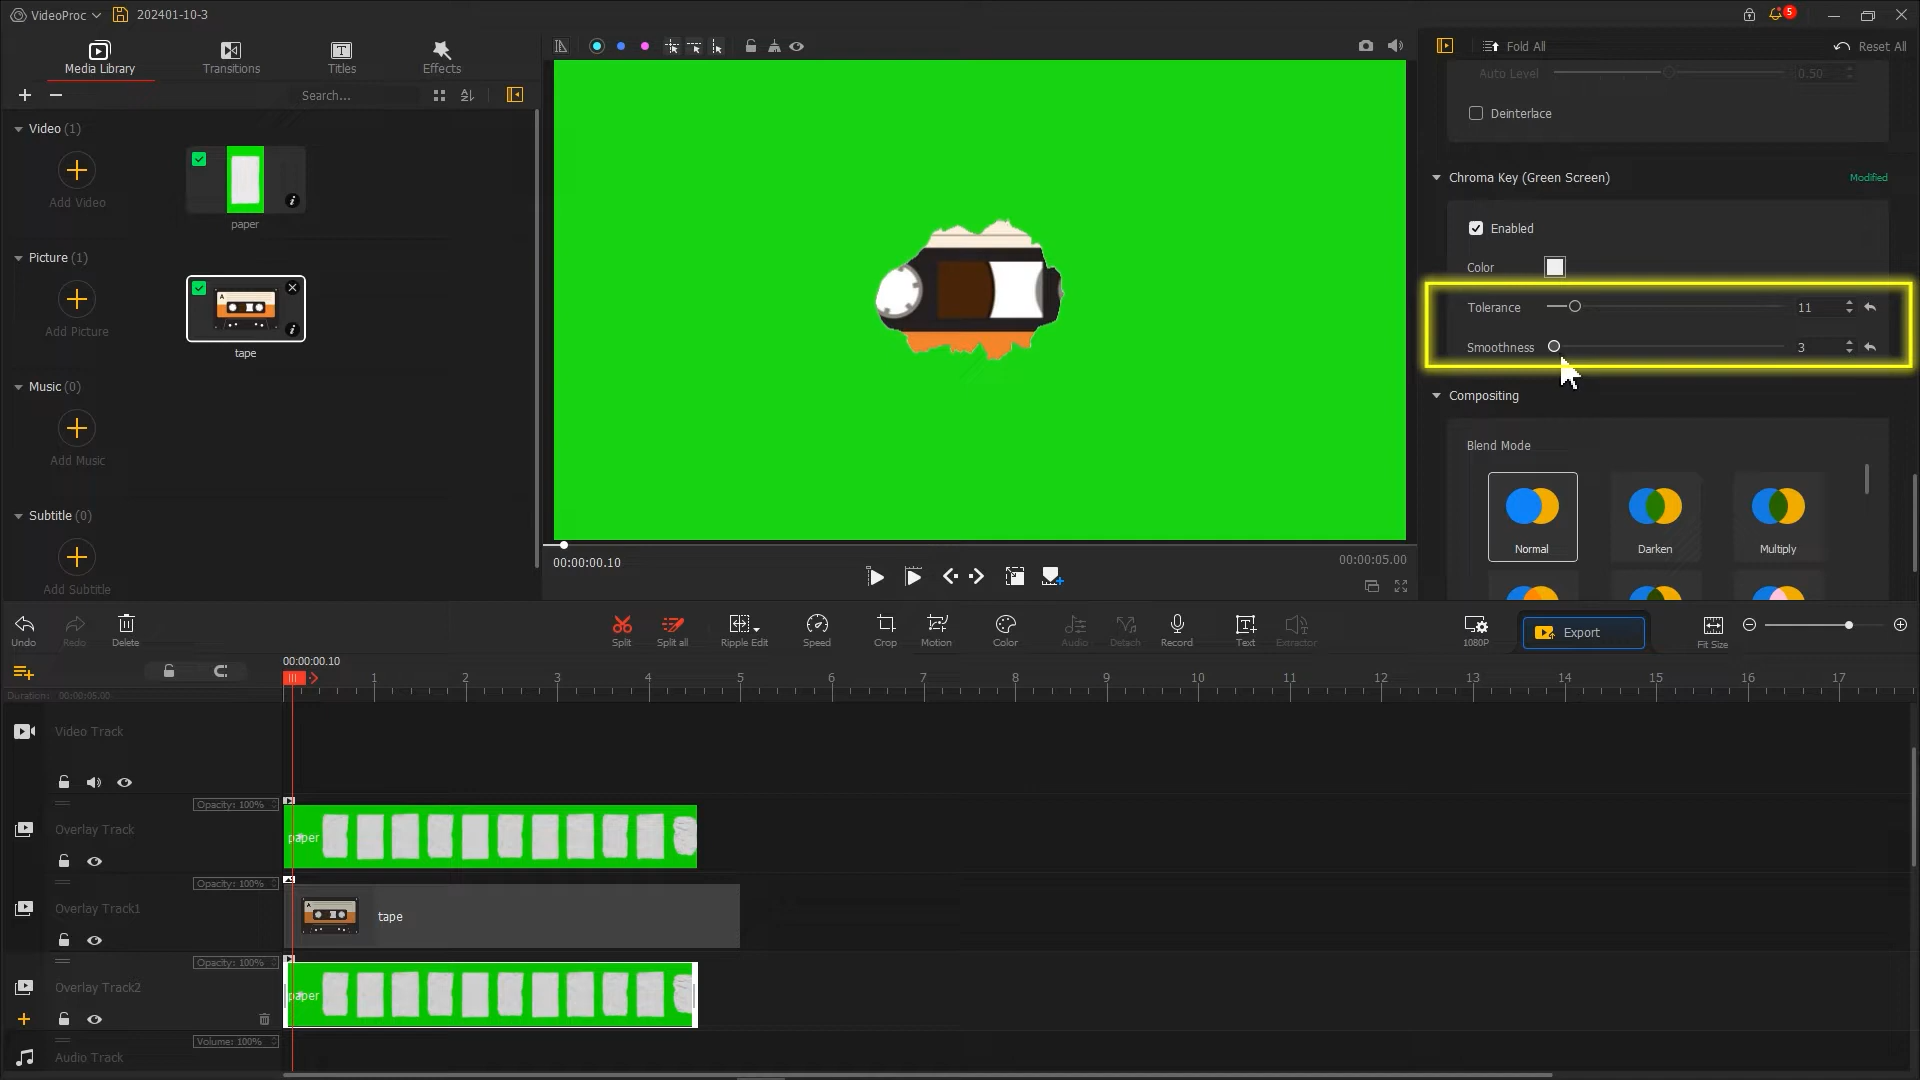 VideoProc
202401-10-3
5
Media Library
Transitions
Titles
Effects
Search...
Fold All
Reset All
Auto Level
0.50
Deinterlace
Video (1)
Add Video
paper
Picture (1)
Add Picture
A
tape
Music (0)
Add Music
Subtitle (0)
Add Subtitle
Chroma Key (Green Screen)
Modified
Enabled
Color
Tolerance
11
Smoothness
3
Compositing
Blend Mode
Normal
Darken
Multiply
00:00:00.10
00:00:05.00
Undo
Redo
Delete
Split
Split all
Ripple Edit
Speed
Crop
Motion
Color
Audio
Detach
Record
Text
Extractor
1080P
Export
Fit Size
00:00:00.10
1 2 3 4 5 6 7 8 9 10 11 12 13 14 15 16 17
Duration: 00:00:05.00
Video Track
Opacity: 100%
Overlay Track
paper
Opacity: 100%
Overlay Track1
tape
Opacity: 100%
Overlay Track2
paper
Volume: 100%
Audio Track